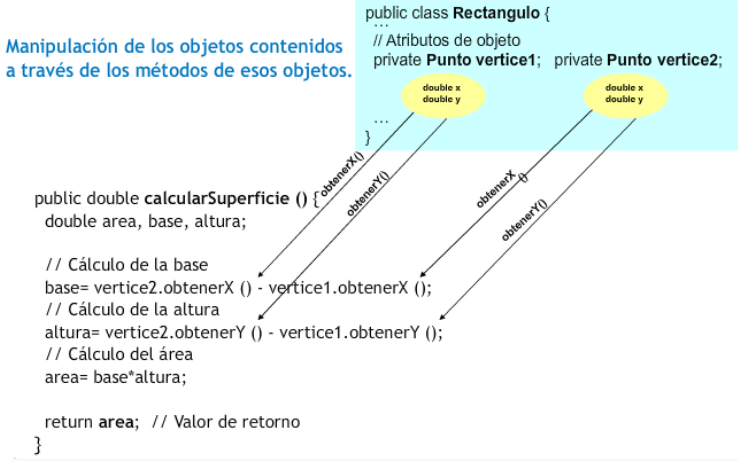 Manipulación de los objetos contenidos
a través de los métodos de esos objetos.
public class Rectangulo {
...
// Atributos de objeto
private Punto vertice1;   private Punto vertice2;
double x
double y
double x
double y
...
}
obtenerX()
obtenerY()
obtenerX
()
obtenerY()
public double calcularSuperficie () {
double area, base, altura;
// Cálculo de la base
base= vertice2.obtenerX () - vertice1.obtenerX ();
// Cálculo de la altura
altura= vertice2.obtenerY () - vertice1.obtenerY ();
// Cálculo del área
area= base*altura;
return area;  // Valor de retorno
}